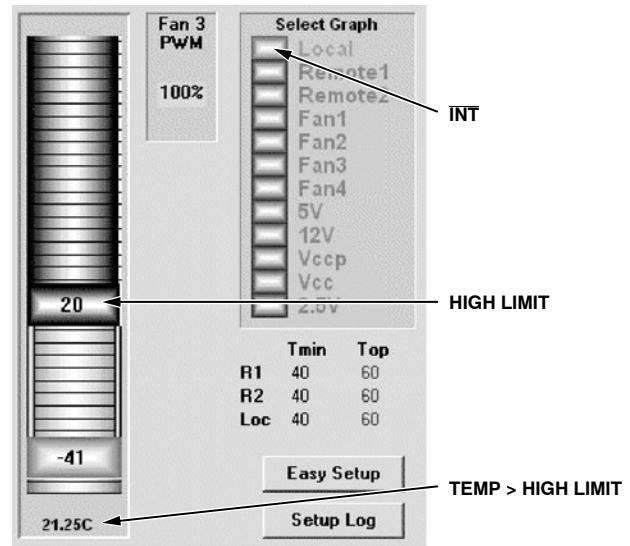 Fan 3
PWM
100%
Select Graph
Local
Remote1
Remote2
Fan1
Fan2
Fan3
Fan4
5V
12V
Vccp
Vcc
2.5V
INT
20
HIGH LIMIT
Tmin Top
R1 40 60
R2 40 60
Loc 40 60
-41
Easy Setup
TEMP > HIGH LIMIT
21.25C
Setup Log